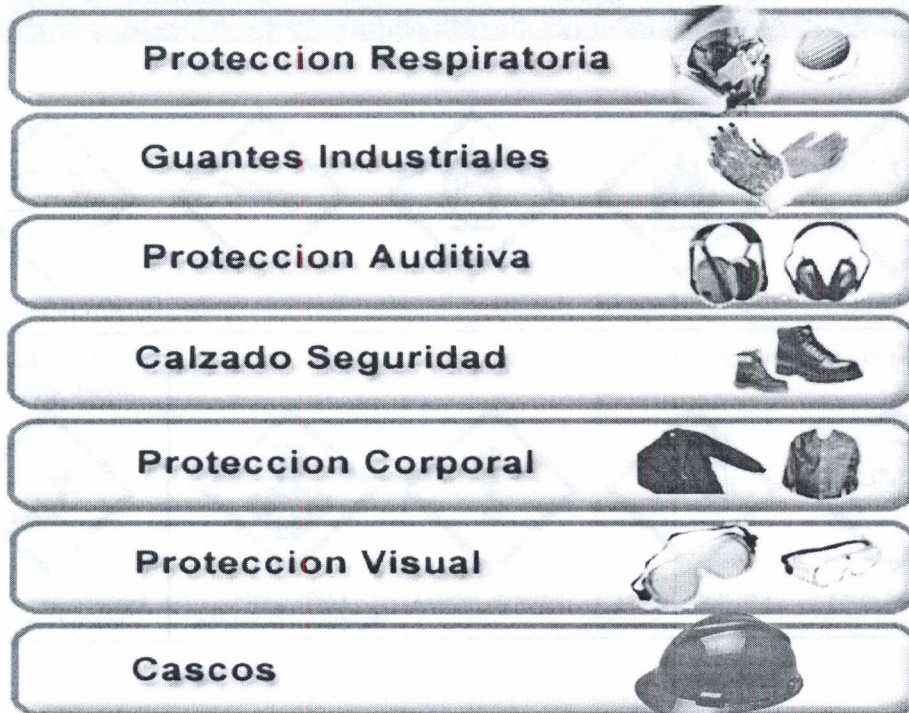 Proteccion Respiratoria
Guantes Industriales
Proteccion Auditiva
Calzado Seguridad
Proteccion Corporal
Proteccion Visual
Cascos